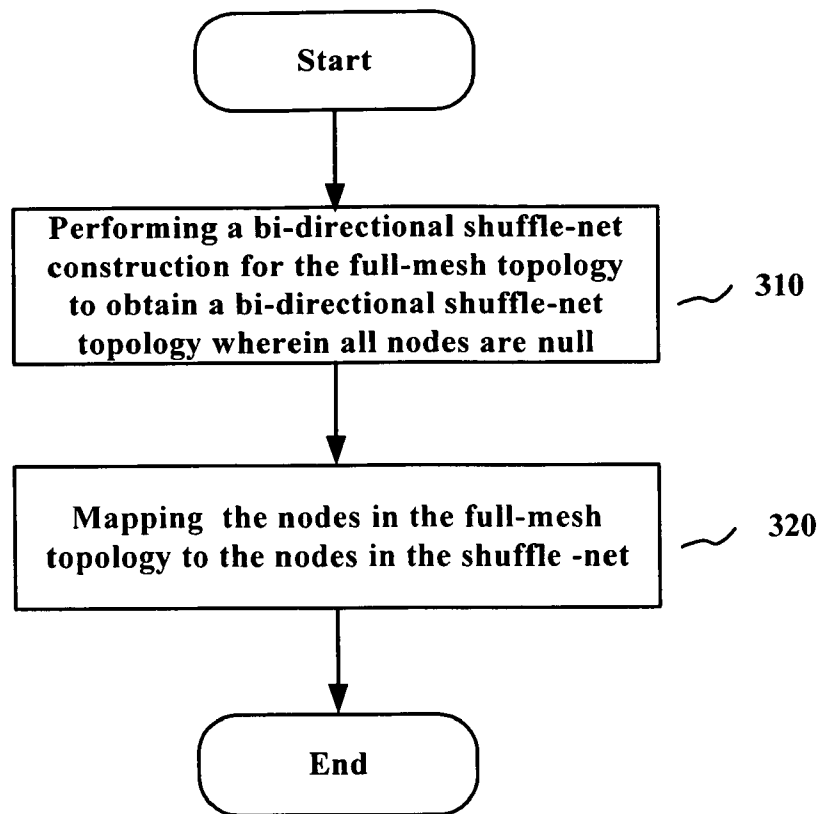 Start
Performing a bi-directional shuffle-net
construction for the full-mesh topology
to obtain a bi-directional shuffle-net
topology wherein all nodes are null
310
Mapping the nodes in the full-mesh
topology to the nodes in the shuffle -net
320
End